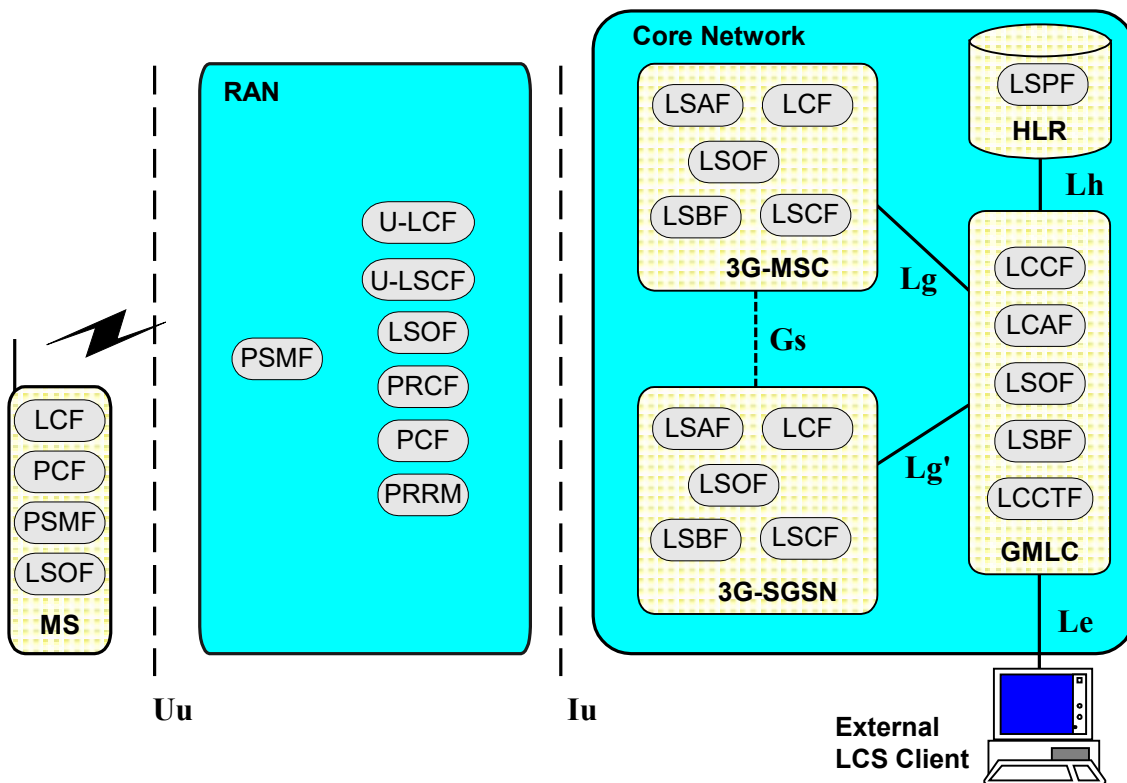 Core Network
RAN
LSAF
LCF
LSOF
LSBF
LSCF
3G-MSC
LSPF
HLR
Lh
Lg
Gs
Lg'
U-LCF
U-LSCF
LSOF
PSMF
PRCF
PCF
PRRM
LCF
PCF
PSMF
LSOF
MS
LSAF
LCF
LSOF
LSBF
LSCF
3G-SGSN
LCCF
LCAF
LSOF
LSBF
LCCTF
GMLC
Le
Uu
Iu
External
LCS Client